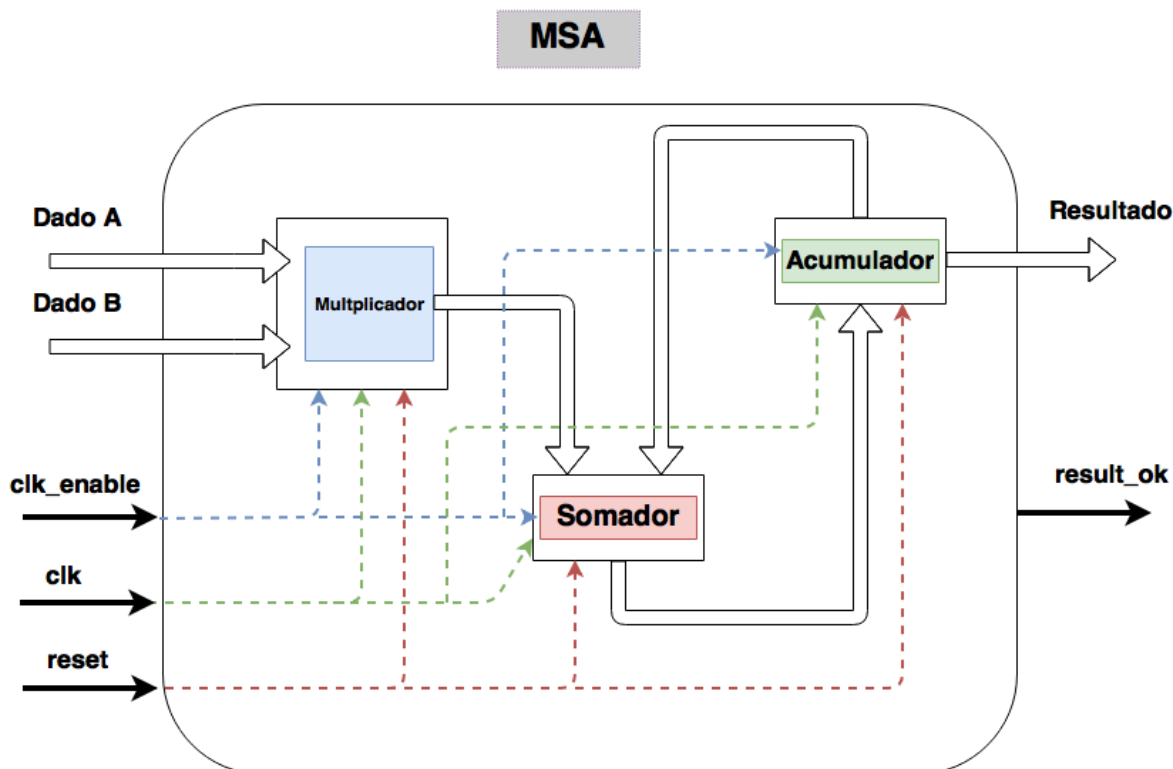 MSA
Dado A
Resultado
Acumulador
Dado B
Multplicador
clk_enable
result_ok
Somador
clk
reset